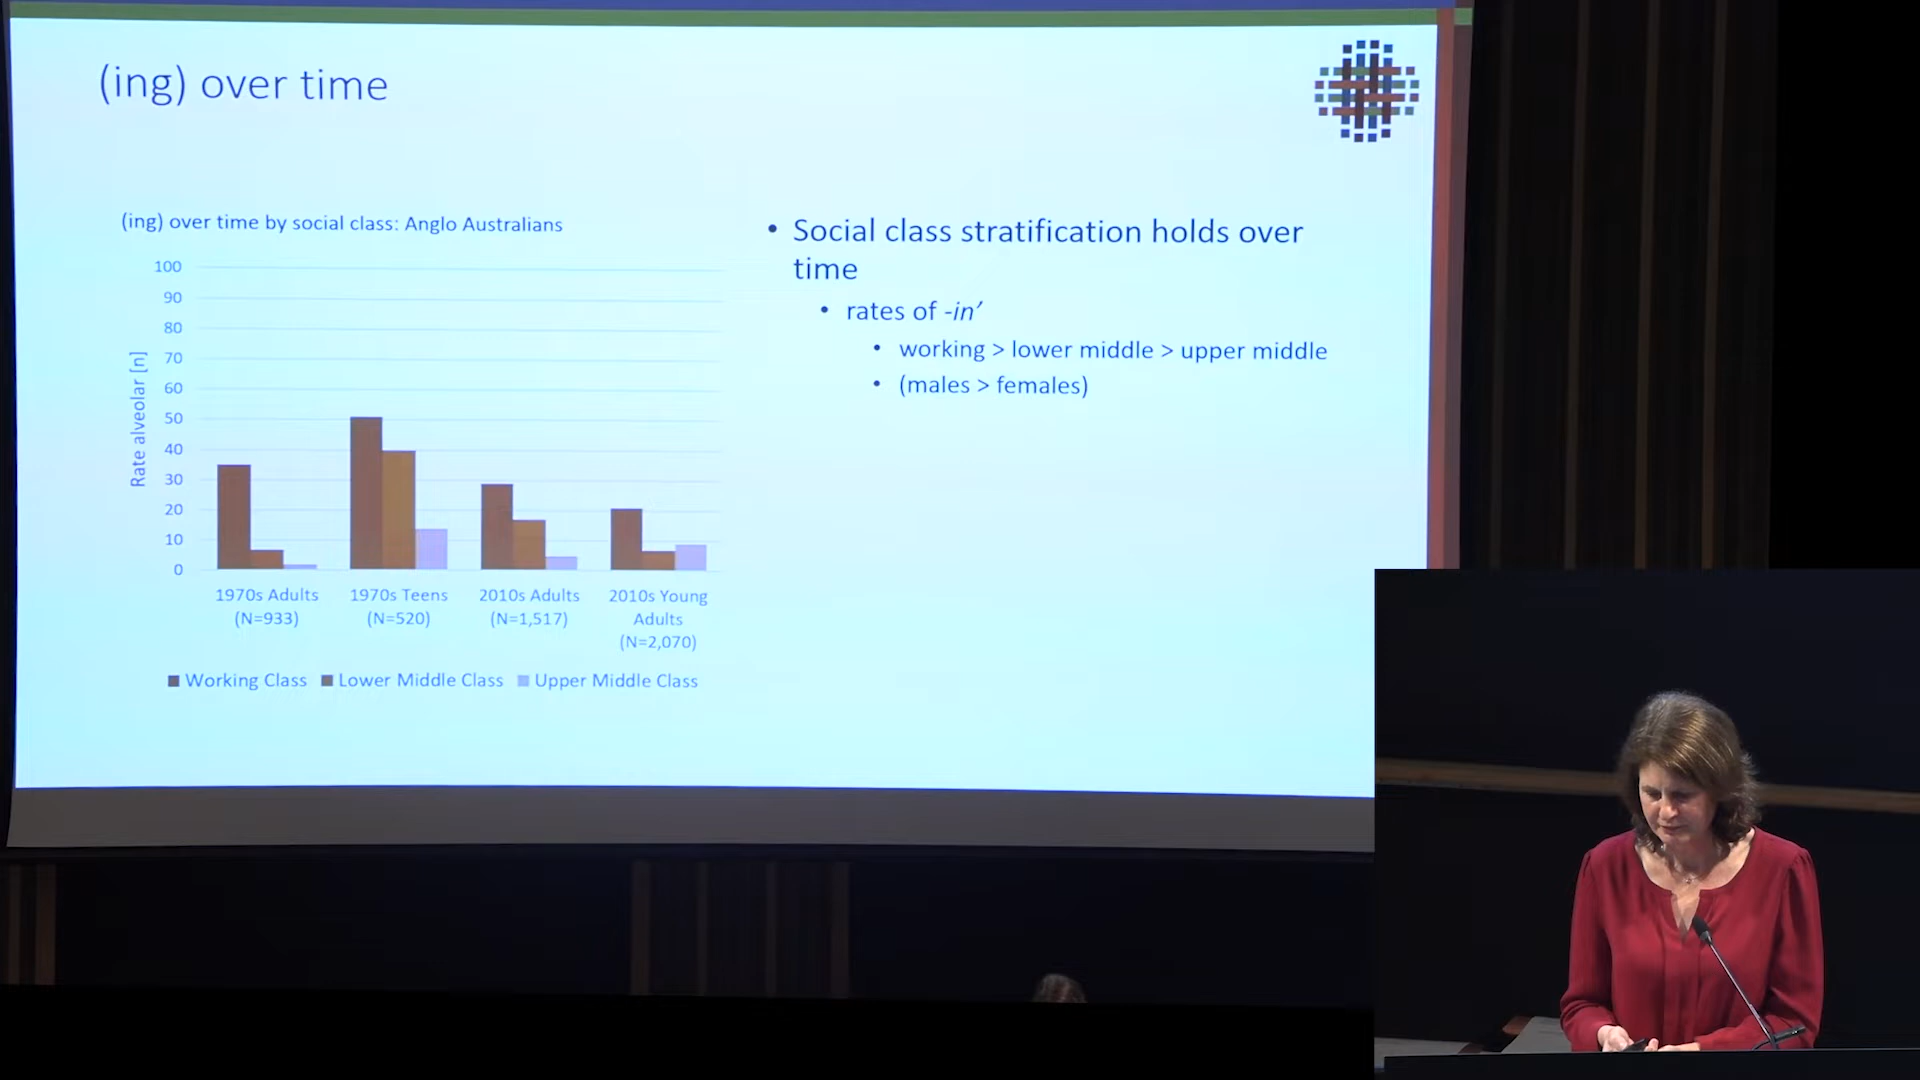 (ing) over time
(ing) over time by social class: Anglo Australians
100
90
80
70
60
50
40
30
20
10
0
Rate alveolar [n]
1970s Adults
(N=933)
1970s Teens
(N=520)
2010s Adults
(N=1,517)
2010s Young
Adults
(N=2,070)
Working Class Lower Middle Class Upper Middle Class
• Social class stratification holds over
time
• rates of -in’
• working > lower middle > upper middle
• (males > females)